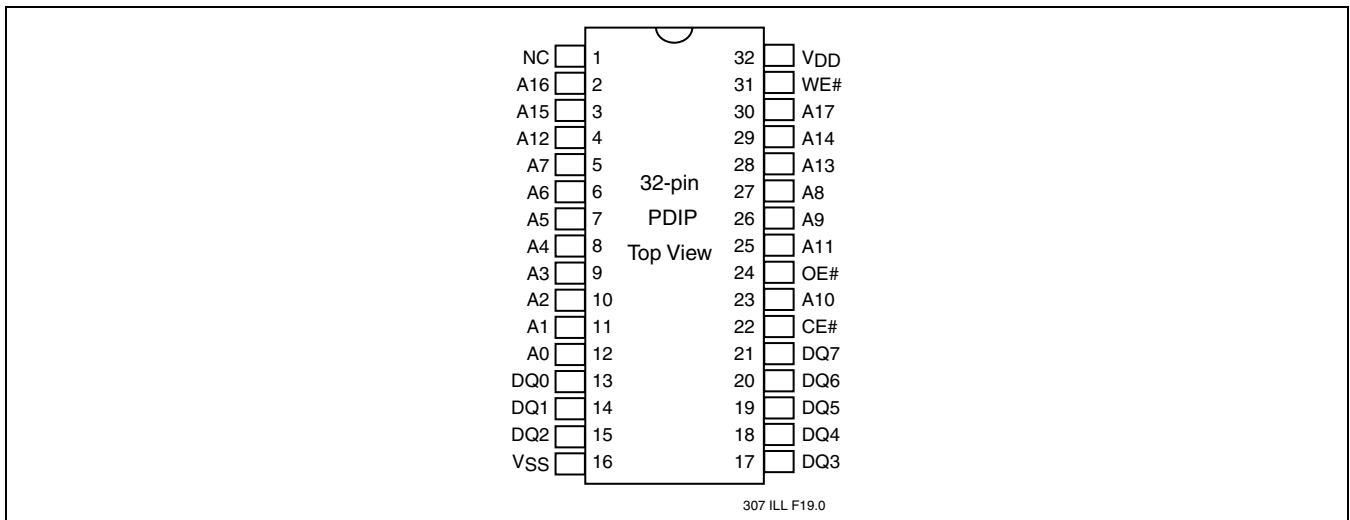 NC 1 32 VDD
A16 2 31 WE#
A15 3 30 A17
A12 4 29 A14
A7 5 28 A13
A6 6 32-pin 27 A8
A5 7 PDIP 26 A9
A4 8 Top View 25 A11
A3 9 24 OE#
A2 10 23 A10
A1 11 22 CE#
A0 12 21 DQ7
DQ0 13 20 DQ6
DQ1 14 19 DQ5
DQ2 15 18 DQ4
VSS 16 17 DQ3
307 ILL F19.0